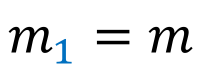 m₁ = m